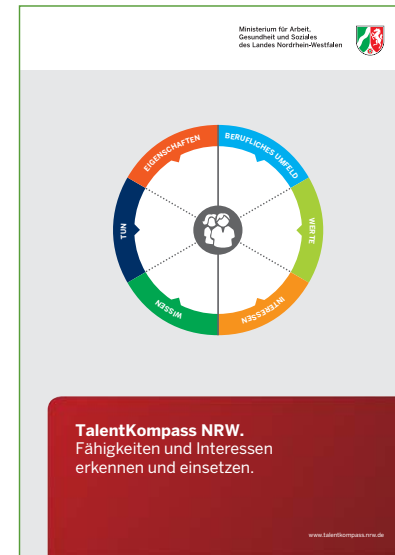 Ministerium für Arbeit,
Gesundheit und Soziales
des Landes Nordrhein-Westfalen
EIGENSCHAFTEN
BERUFLICHES UMFELD
TUN
WERTE
WISSEN
INTERESSEN
TalentKompass NRW.
Fähigkeiten und Interessen
erkennen und einsetzen.
www.talentkompass.nrw.de